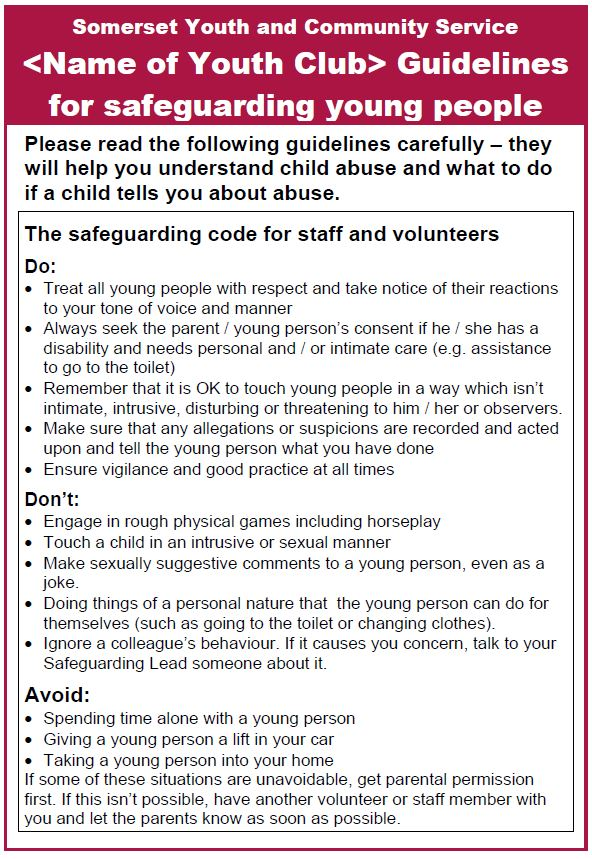 Somerset Youth and Community Service
<Name of Youth Club> Guidelines
for safeguarding young people
Please read the following guidelines carefully – they
will help you understand child abuse and what to do
if a child tells you about abuse.
The safeguarding code for staff and volunteers
Do:
• Treat all young people with respect and take notice of their reactions
to your tone of voice and manner
• Always seek the parent / young person's consent if he / she has a
disability and needs personal and / or intimate care (e.g. assistance
to go to the toilet)
• Remember that it is OK to touch young people in a way which isn't
intimate, intrusive, disturbing or threatening to him / her or observers.
• Make sure that any allegations or suspicions are recorded and acted
upon and tell the young person what you have done
• Ensure vigilance and good practice at all times
Don't:
• Engage in rough physical games including horseplay
• Touch a child in an intrusive or sexual manner
• Make sexually suggestive comments to a young person, even as a
joke.
• Doing things of a personal nature that  the young person can do for
themselves (such as going to the toilet or changing clothes).
• Ignore a colleague's behaviour. If it causes you concern, talk to your
Safeguarding Lead someone about it.
Avoid:
• Spending time alone with a young person
• Giving a young person a lift in your car
• Taking a young person into your home
If some of these situations are unavoidable, get parental permission
first. If this isn't possible, have another volunteer or staff member with
you and let the parents know as soon as possible.